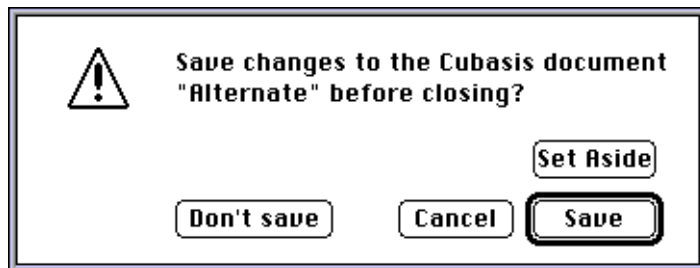 Save changes to the Cubasis document
"Alternate" before closing?
Set Aside
Don't save Cancel Save